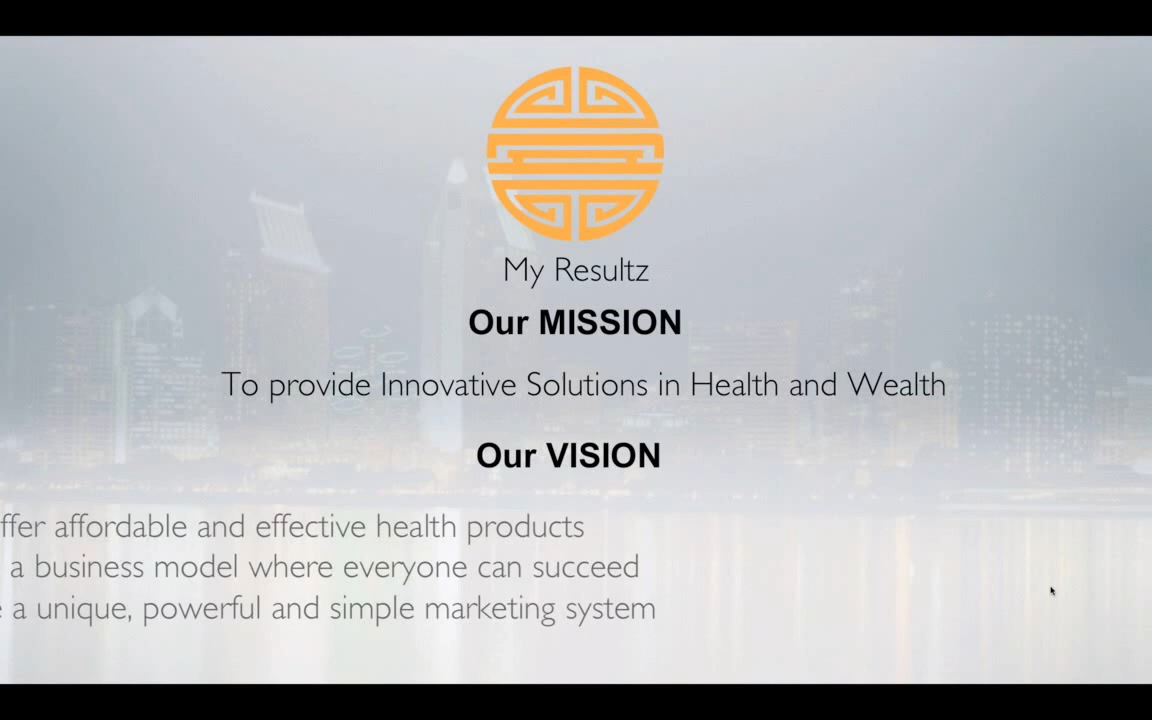 My Resultz
Our MISSION
To provide Innovative Solutions in Health and Wealth
Our VISION
affordable and effective health products
a business model where everyone can succeed
a unique, powerful and simple marketing system